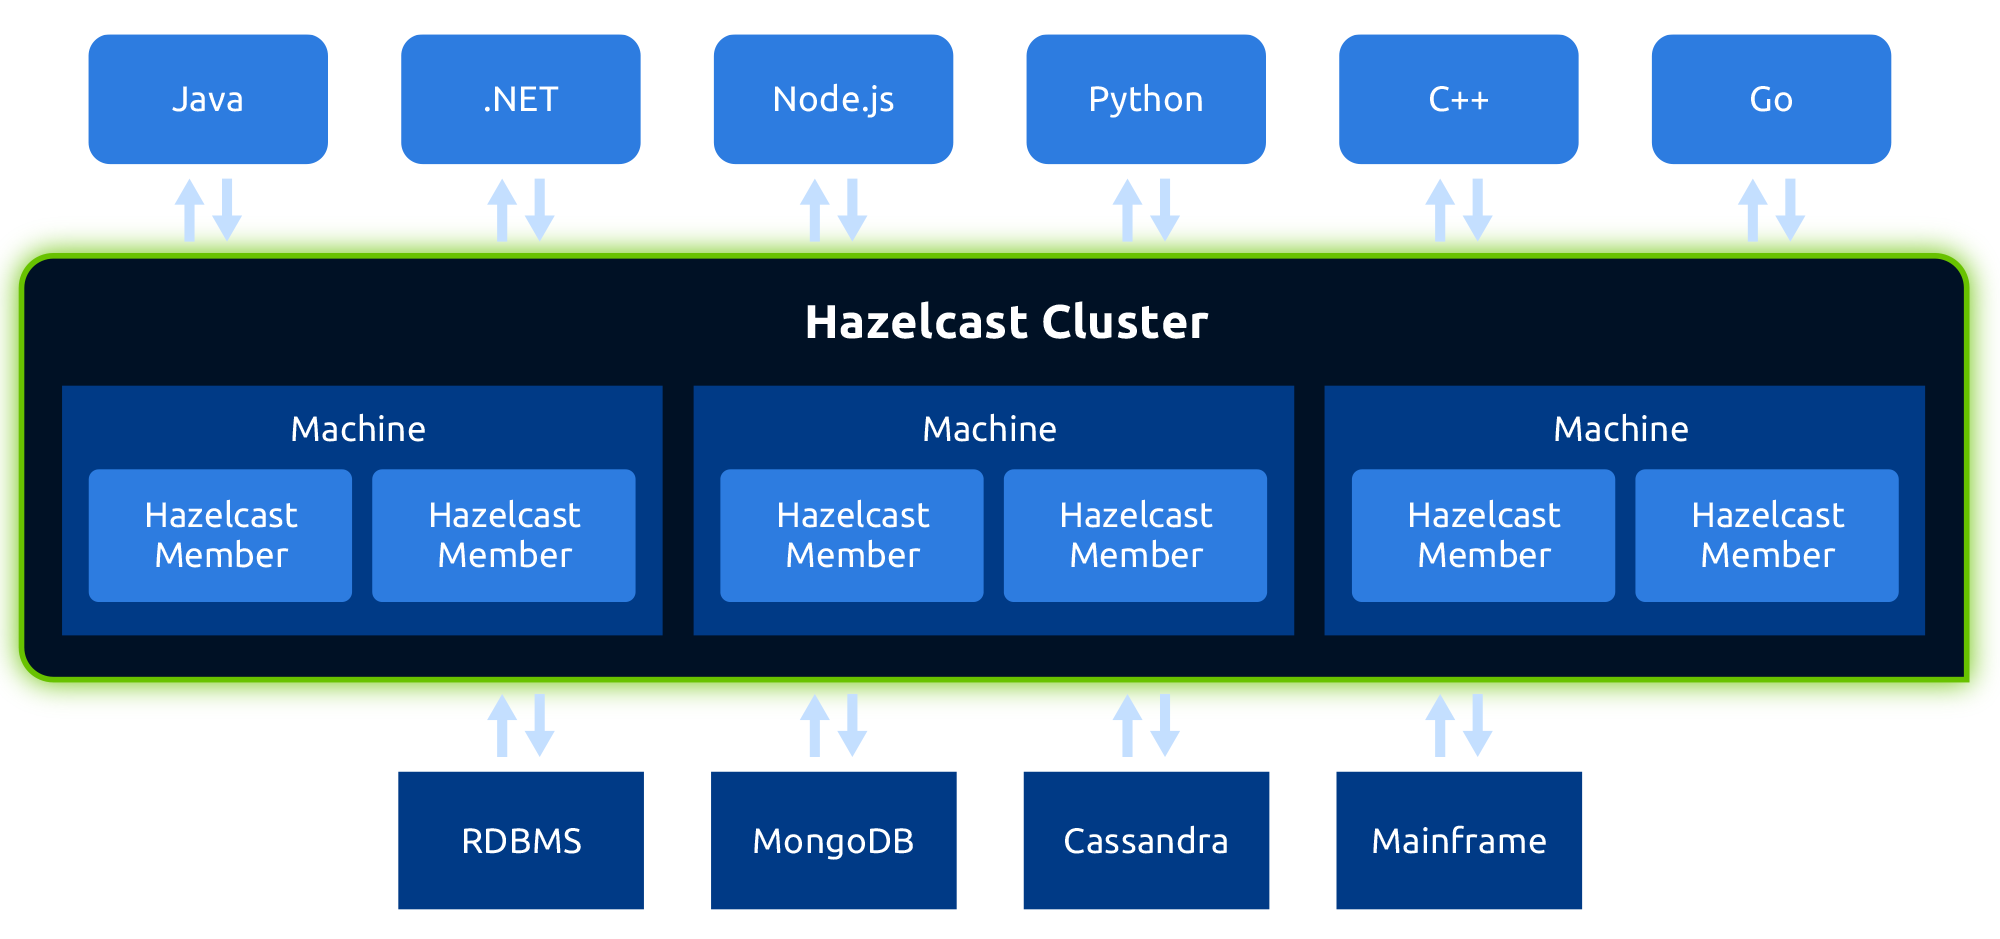 Java
.NET
Node.js
Python
C++
Go
Hazelcast Cluster
Machine
Hazelcast
Member
Hazelcast
Member
Machine
Hazelcast
Member
Hazelcast
Member
Machine
Hazelcast
Member
Hazelcast
Member
RDBMS
MongoDB
Cassandra
Mainframe